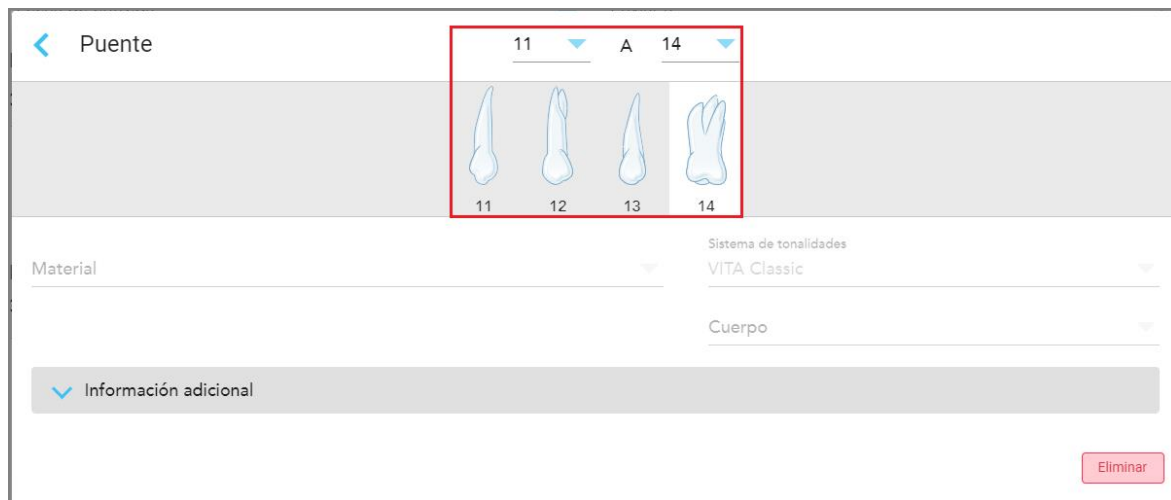 Puente
11 A 14
11 12 13 14
Sistema de tonalidades
Material VITA Classic
Cuerpo
Información adicional
Eliminar